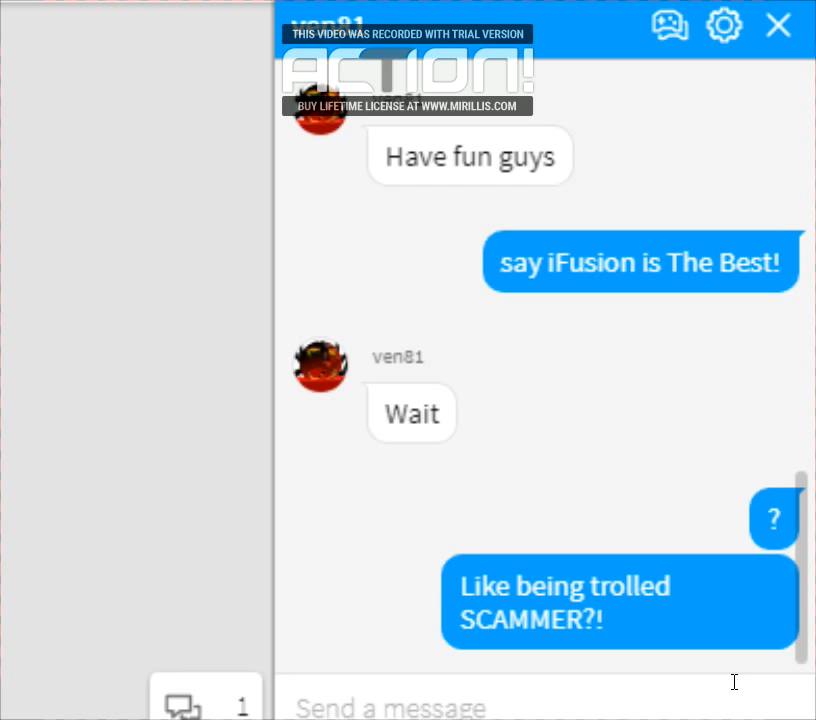 ven81
THIS VIDEO WAS RECORDED WITH TRIAL VERSION
ACTION!
BUY LIFETIME LICENSE AT WWW.MIRILLIS.COM
Have fun guys
say iFusion is The Best!
ven81
Wait
?
Like being trolled
SCAMMER?!
1
Send a message